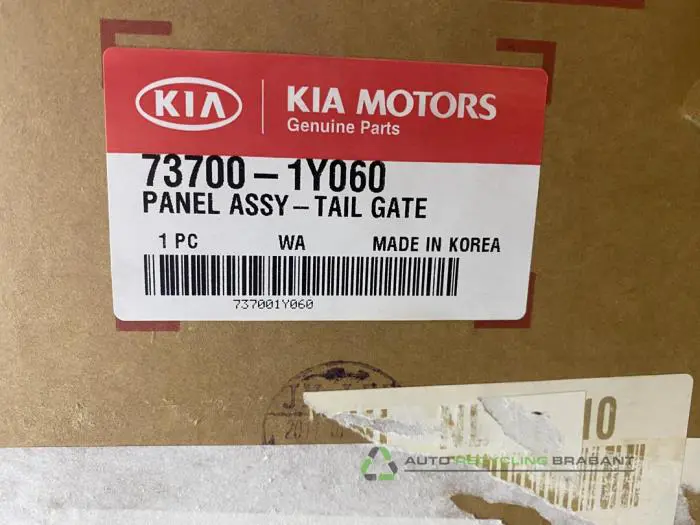 KIA
KIA MOTORS
Genuine Parts
73700-1Y060
PANEL ASSY-TAIL GATE
1 PC WA MADE IN KOREA
737001Y060
AUTO RECYCLING BRABANT